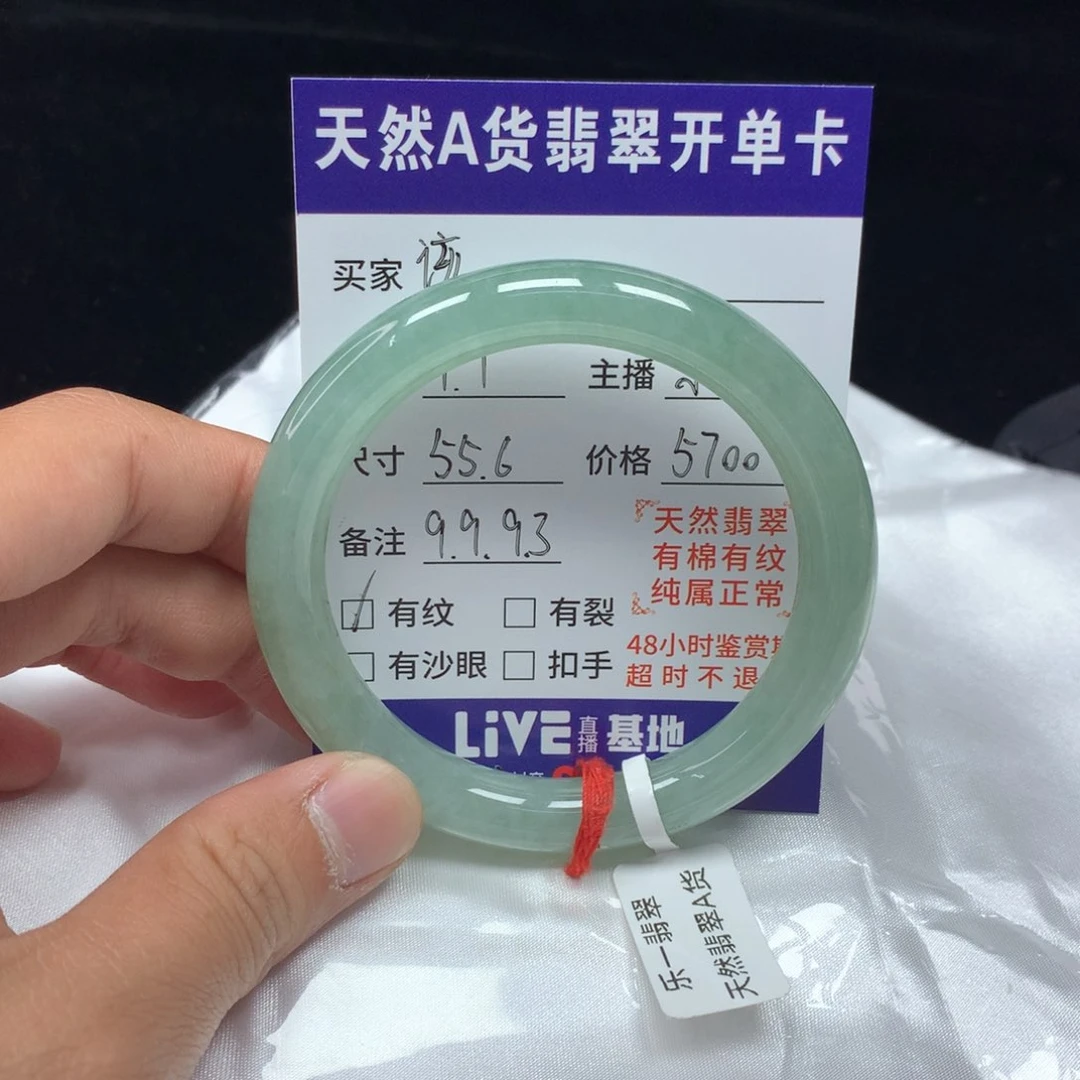 天然A货翡翠开单卡
买家
主播
尺寸 55.6 价格 5700
备注 9.9.9.3
有纹 有裂
有沙眼 扣手
天然翡翠
有棉有纹
纯属正常
48小时鉴赏期
超时不退
LiVE 直播 基地
乐一翡翠
天然翡翠A货